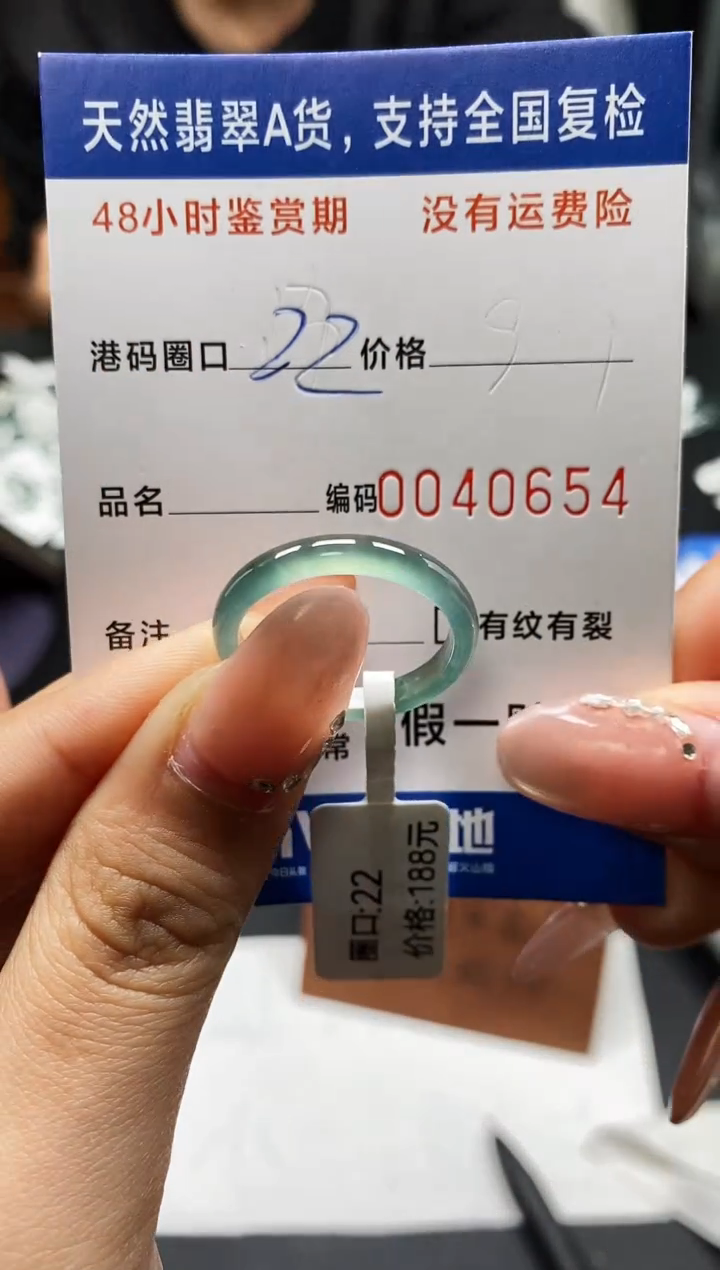 天然翡翠A货，支持全国复检
48小时鉴赏期 没有运费险
港码圈口 22 价格
品名 编码0040654
备注 有纹有裂
常 假一
圈口:22
价格:188元